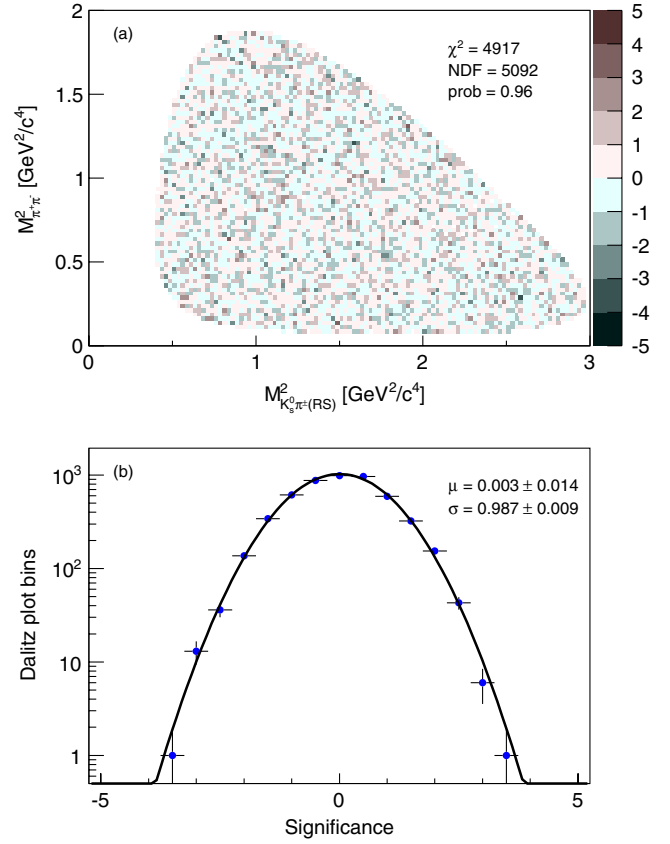 (a)
χ² = 4917
NDF = 5092
prob = 0.96
M²π⁺π⁻ [GeV²/c⁴]
2
1.5
1
0.5
0
0 1 2 3
M²K⁰sπ±(RS) [GeV²/c⁴]
5
4
3
2
1
0
-1
-2
-3
-4
-5
(b)
μ = 0.003 ± 0.014
σ = 0.987 ± 0.009
Dalitz plot bins
10³
10²
10
1
-5 0 5
Significance